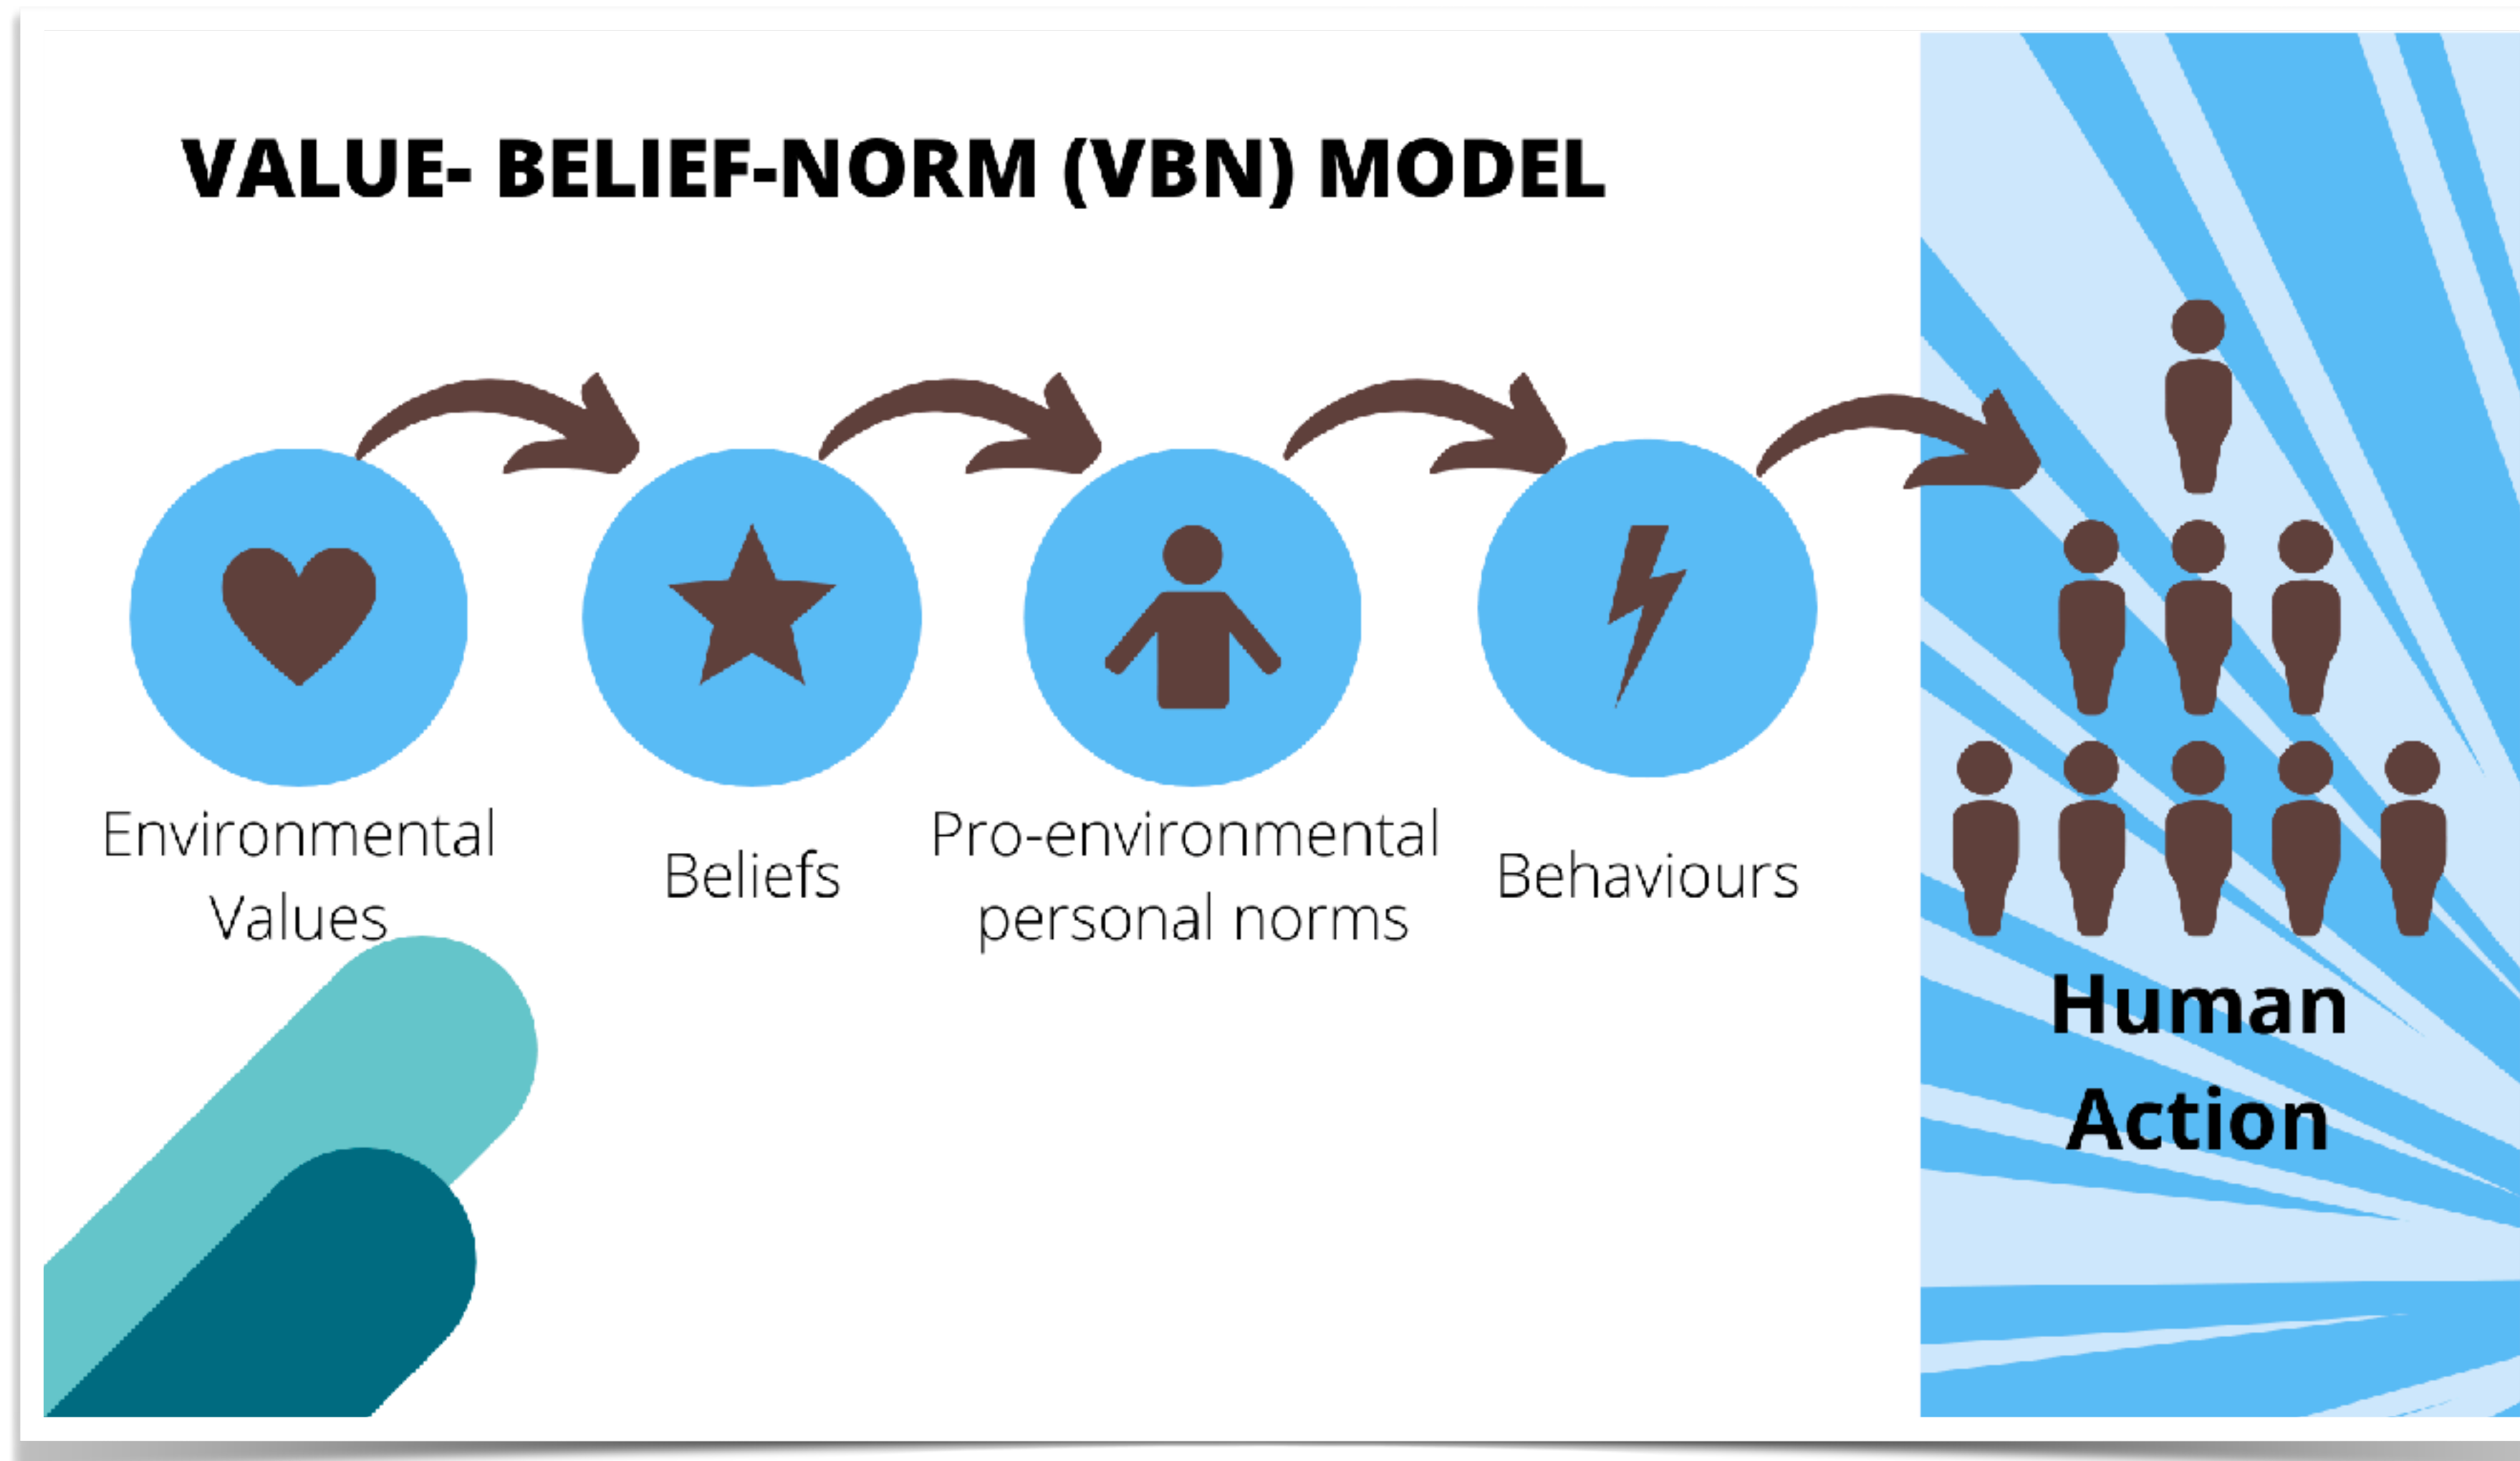 VALUE- BELIEF-NORM (VBN) MODEL
Environmental
Values
Beliefs
Pro-environmental
personal norms
Behaviours
Human
Action